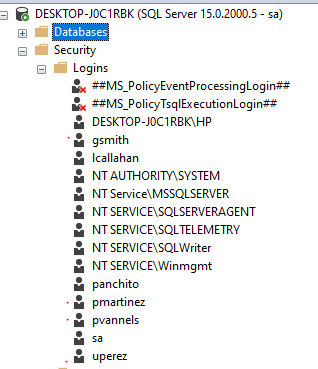 DESKTOP-J0C1RBK (SQL Server 15.0.2000.5 - sa)
Databases
Security
Logins
##MS_PolicyEventProcessingLogin##
##MS_PolicyTsqlExecutionLogin##
DESKTOP-J0C1RBK\HP
gsmith
lcallahan
NT AUTHORITY\SYSTEM
NT Service\MSSQLSERVER
NT SERVICE\SQLSERVERAGENT
NT SERVICE\SQLTELEMETRY
NT SERVICE\SQLWriter
NT SERVICE\Winmgmt
panchito
pmartinez
pvannels
sa
uperez